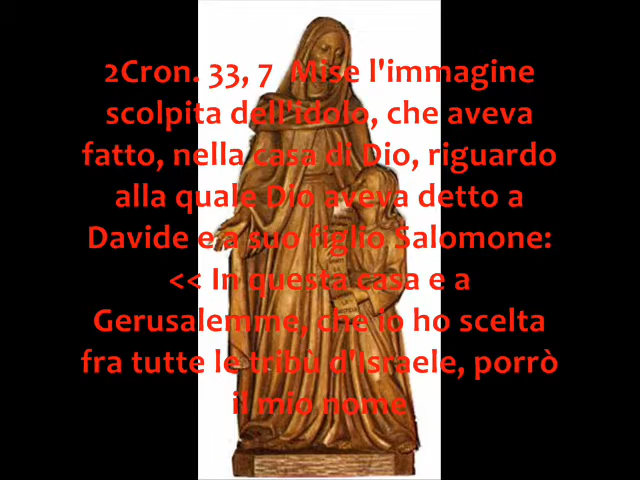 2Cron. 33, 7 Mise l'immagine
scolpita dell'idolo, che aveva
fatto, nella casa di Dio, riguardo
alla quale Dio aveva detto a
Davide e a suo figlio Salomone:
<< In questa casa e a
Gerusalemme, che io ho scelta
fra tutte le tribù d'Israele, porrò
il mio nome